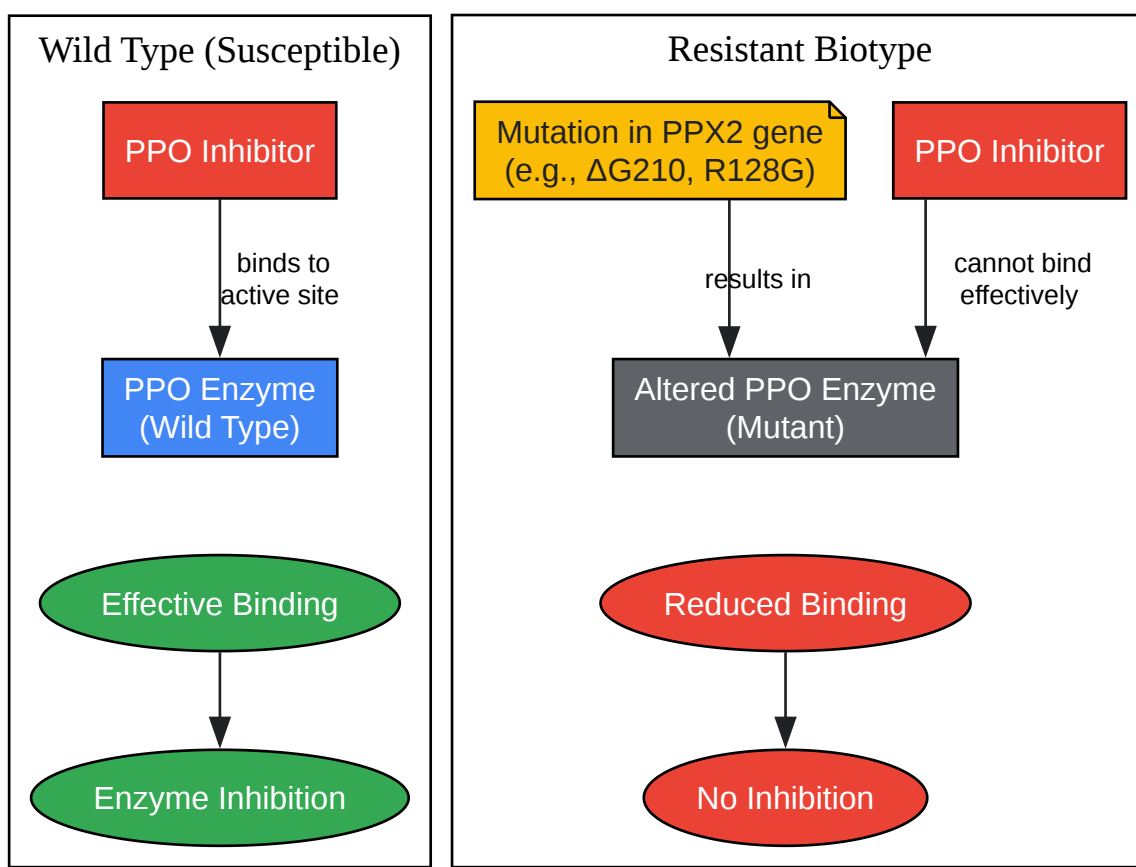 Wild Type (Susceptible)
PPO Inhibitor
binds to
active site
PPO Enzyme
(Wild Type)
Effective Binding
Enzyme Inhibition
Resistant Biotype
Mutation in PPX2 gene
(e.g., ΔG210, R128G)
PPO Inhibitor
results in
cannot bind
effectively
Altered PPO Enzyme
(Mutant)
Reduced Binding
No Inhibition